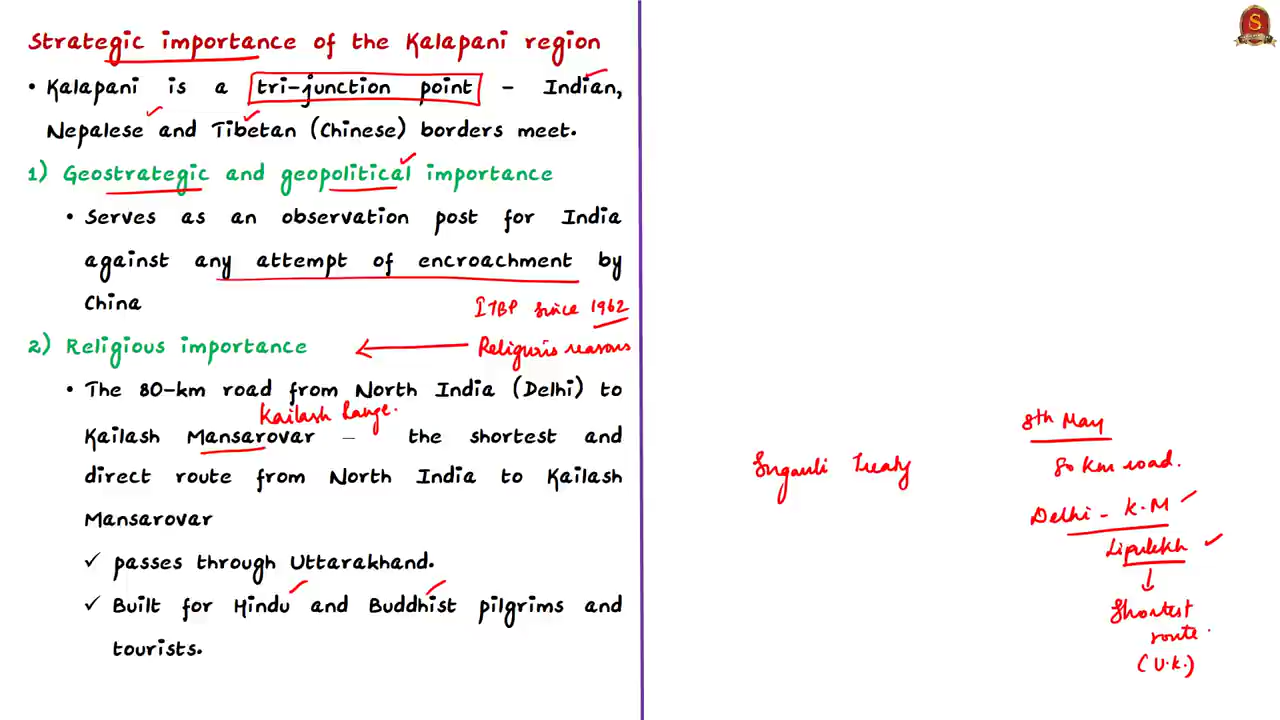 Strategic importance of the Kalapani region
• Kalapani is a tri-junction point - Indian,
Nepalese and Tibetan (Chinese) borders meet.
1) Geostrategic and geopolitical importance
• Serves as an observation post for India
against any attempt of encroachment by
China
ITBP since 1962
2) Religious importance
Religious reasons
• The 80-km road from North India (Delhi) to
Kailash Range.
Kailash Mansarovar – the shortest and
direct route from North India to Kailash
Mansarovar
✓ passes through Uttarakhand.
✓ Built for Hindu and Buddhist pilgrims and
tourists.
Sugauli Treaty
8th May
80 km road.
Delhi - K.M
Lipulekh
Shortest
route.
(U.K.)
S